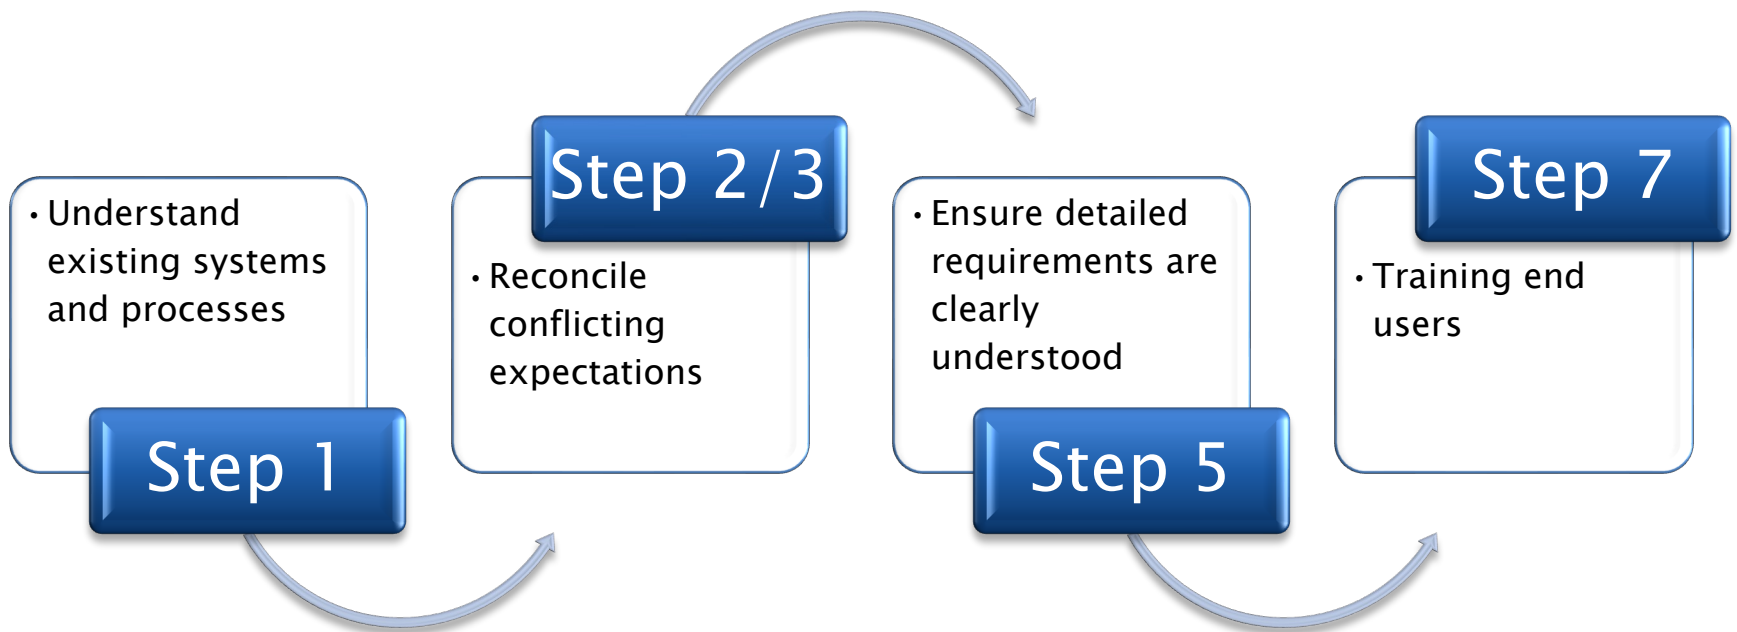 • Understand
existing systems
and processes
Step 1
Step 2/3
• Reconcile
conflicting
expectations
• Ensure detailed
requirements are
clearly
understood
Step 5
Step 7
• Training end
users